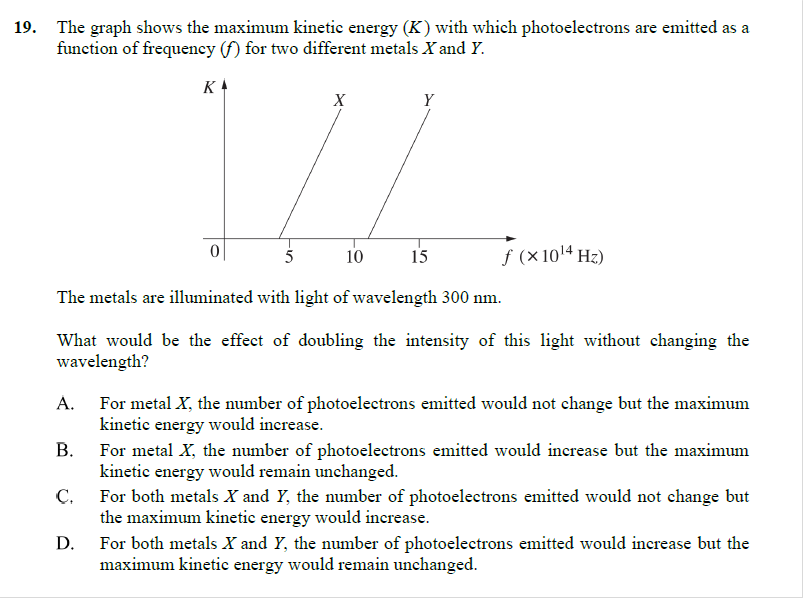 19. The graph shows the maximum kinetic energy (K) with which photoelectrons are emitted as a
function of frequency (f) for two different metals X and Y.
K
X
Y
0
5
10
15
f (×10¹⁴ Hz)
The metals are illuminated with light of wavelength 300 nm.
What would be the effect of doubling the intensity of this light without changing the
wavelength?
A. For metal X, the number of photoelectrons emitted would not change but the maximum
kinetic energy would increase.
B. For metal X, the number of photoelectrons emitted would increase but the maximum
kinetic energy would remain unchanged.
C. For both metals X and Y, the number of photoelectrons emitted would not change but
the maximum kinetic energy would increase.
D. For both metals X and Y, the number of photoelectrons emitted would increase but the
maximum kinetic energy would remain unchanged.